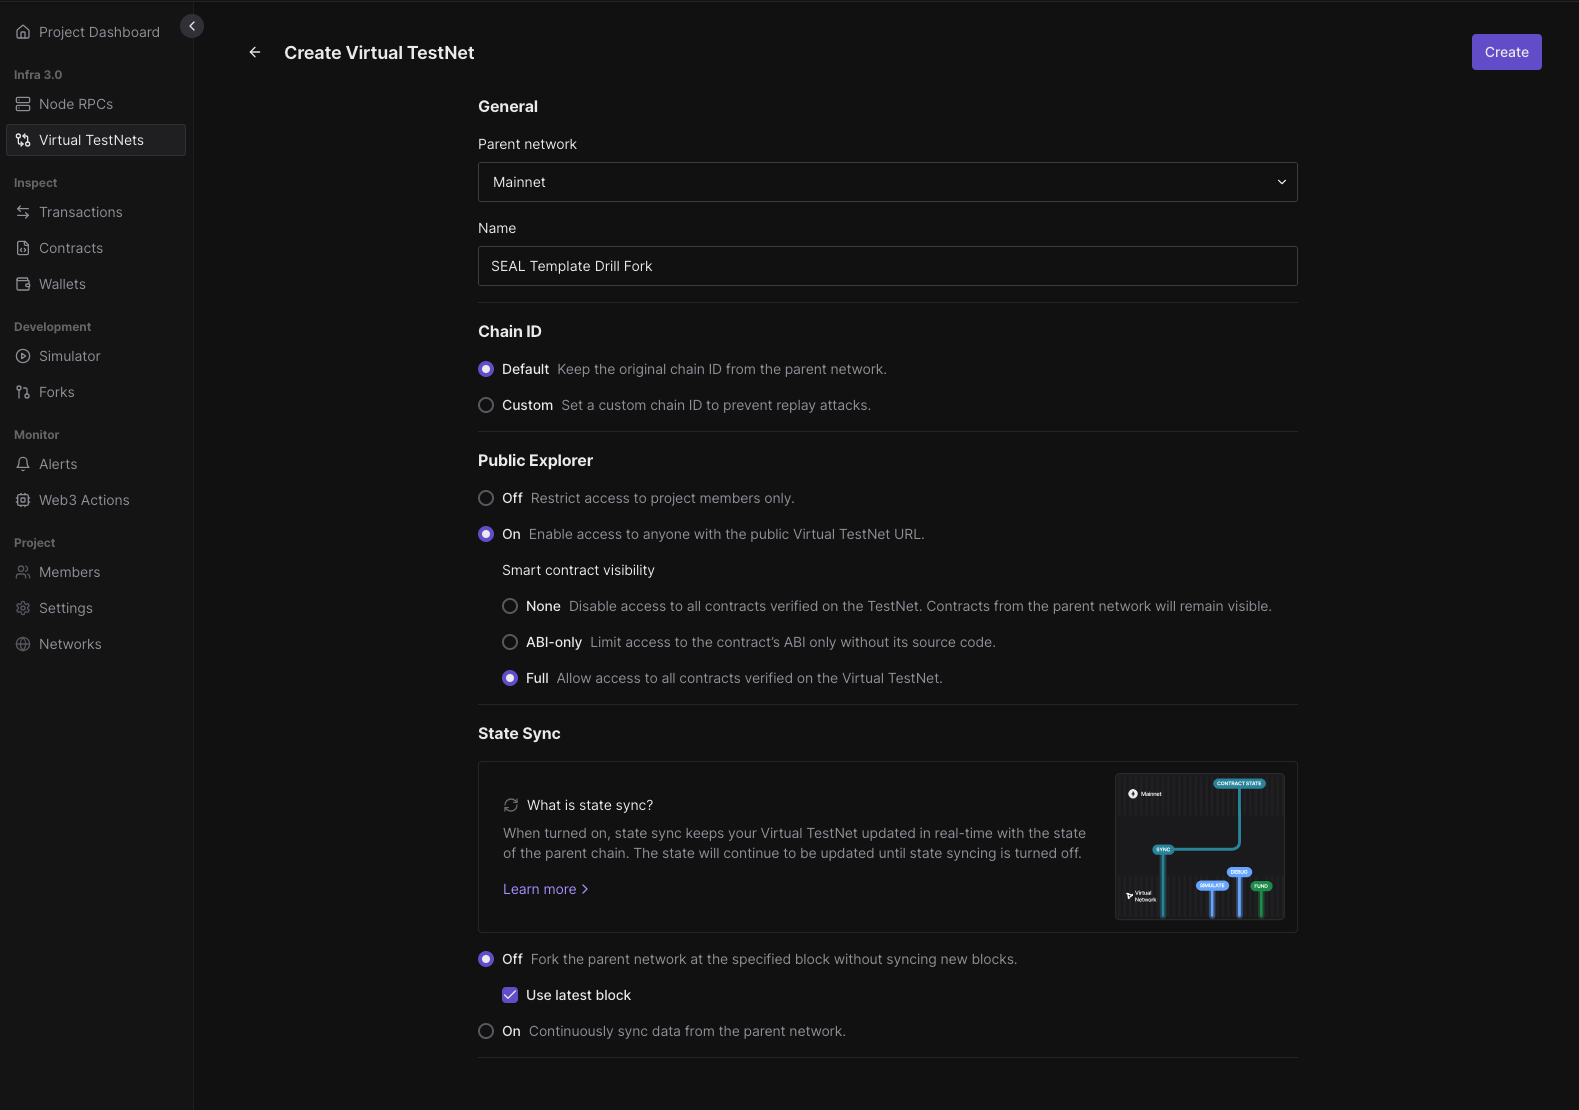 Project Dashboard
Infra 3.0
Node RPCs
Virtual TestNets
Inspect
Transactions
Contracts
Wallets
Development
Simulator
Forks
Monitor
Alerts
Web3 Actions
Project
Members
Settings
Networks
Create Virtual TestNet
Create
General
Parent network
Mainnet
Name
SEAL Template Drill Fork
Chain ID
Default Keep the original chain ID from the parent network.
Custom Set a custom chain ID to prevent replay attacks.
Public Explorer
Off Restrict access to project members only.
On Enable access to anyone with the public Virtual TestNet URL.
Smart contract visibility
None Disable access to all contracts verified on the TestNet. Contracts from the parent network will remain visible.
ABI-only Limit access to the contract’s ABI only without its source code.
Full Allow access to all contracts verified on the Virtual TestNet.
State Sync
What is state sync?
When turned on, state sync keeps your Virtual TestNet updated in real-time with the state
of the parent chain. The state will continue to be updated until state syncing is turned off.
Learn more
CONTRACT STATE
Mainnet
SYNC
DEBUG
SIMULATE
FUND
Virtual
Network
Off Fork the parent network at the specified block without syncing new blocks.
Use latest block
On Continuously sync data from the parent network.